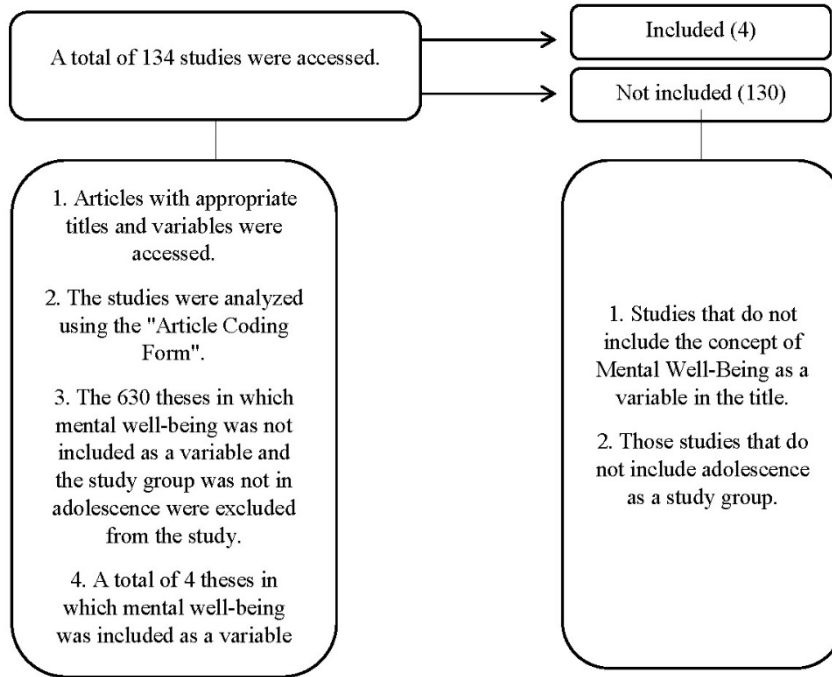 A total of 134 studies were accessed.
Included (4)
Not included (130)
1. Articles with appropriate
titles and variables were
accessed.
2. The studies were analyzed
using the "Article Coding
Form".
3. The 630 theses in which
mental well-being was not
included as a variable and
the study group was not in
adolescence were excluded
from the study.
4. A total of 4 theses in
which mental well-being
was included as a variable
1. Studies that do not
include the concept of
Mental Well-Being as a
variable in the title.
2. Those studies that do
not include adolescence
as a study group.